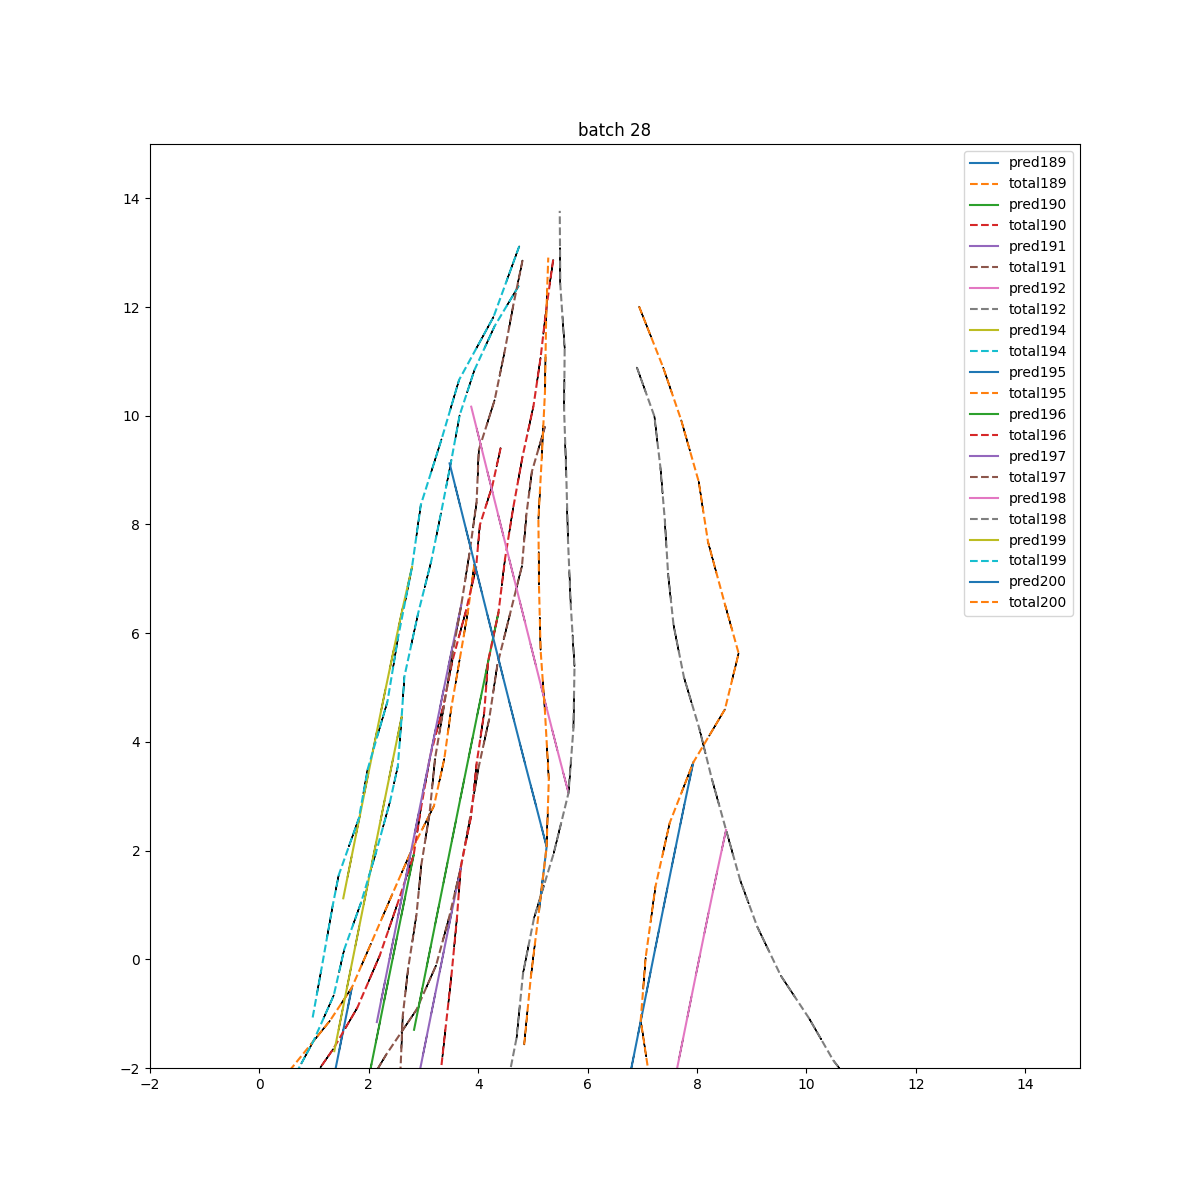 batch 28
pred189
total189
pred190
total190
pred191
total191
pred192
total192
pred194
total194
pred195
total195
pred196
total196
pred197
total197
pred198
total198
pred199
total199
pred200
total200
14
12
10
8
6
4
2
0
−2
−2 0 2 4 6 8 10 12 14